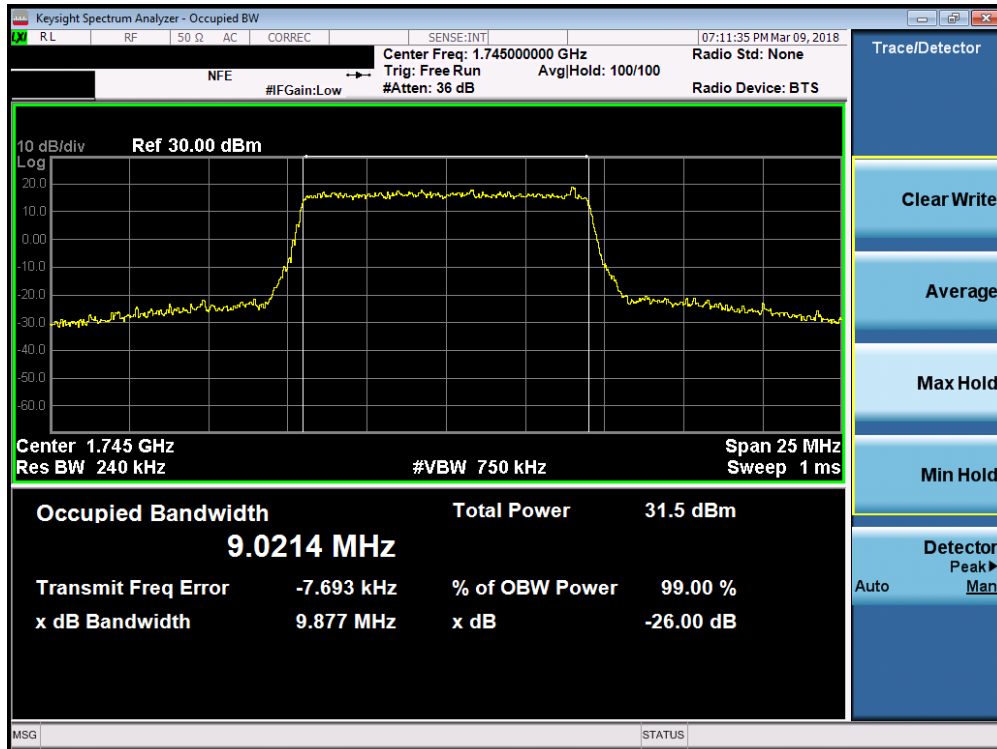 Keysight Spectrum Analyzer - Occupied BW
LXI RL RF 50 Ω AC CORREC SENSE:INT 07:11:35 PM Mar 09, 2018
Center Freq: 1.745000000 GHz Radio Std: None
NFE Trig: Free Run Avg|Hold: 100/100
#IFGain:Low #Atten: 36 dB Radio Device: BTS
Trace/Detector
10 dB/div Ref 30.00 dBm
Log
20.0
10.0
0.00
-10.0
-20.0
-30.0
-40.0
-50.0
-60.0
Center 1.745 GHz Span 25 MHz
Res BW 240 kHz #VBW 750 kHz Sweep 1 ms
Occupied Bandwidth Total Power 31.5 dBm
9.0214 MHz
Transmit Freq Error -7.693 kHz % of OBW Power 99.00 %
x dB Bandwidth 9.877 MHz x dB -26.00 dB
Clear Write
Average
Max Hold
Min Hold
Detector
Peak▶
Auto Man
MSG STATUS